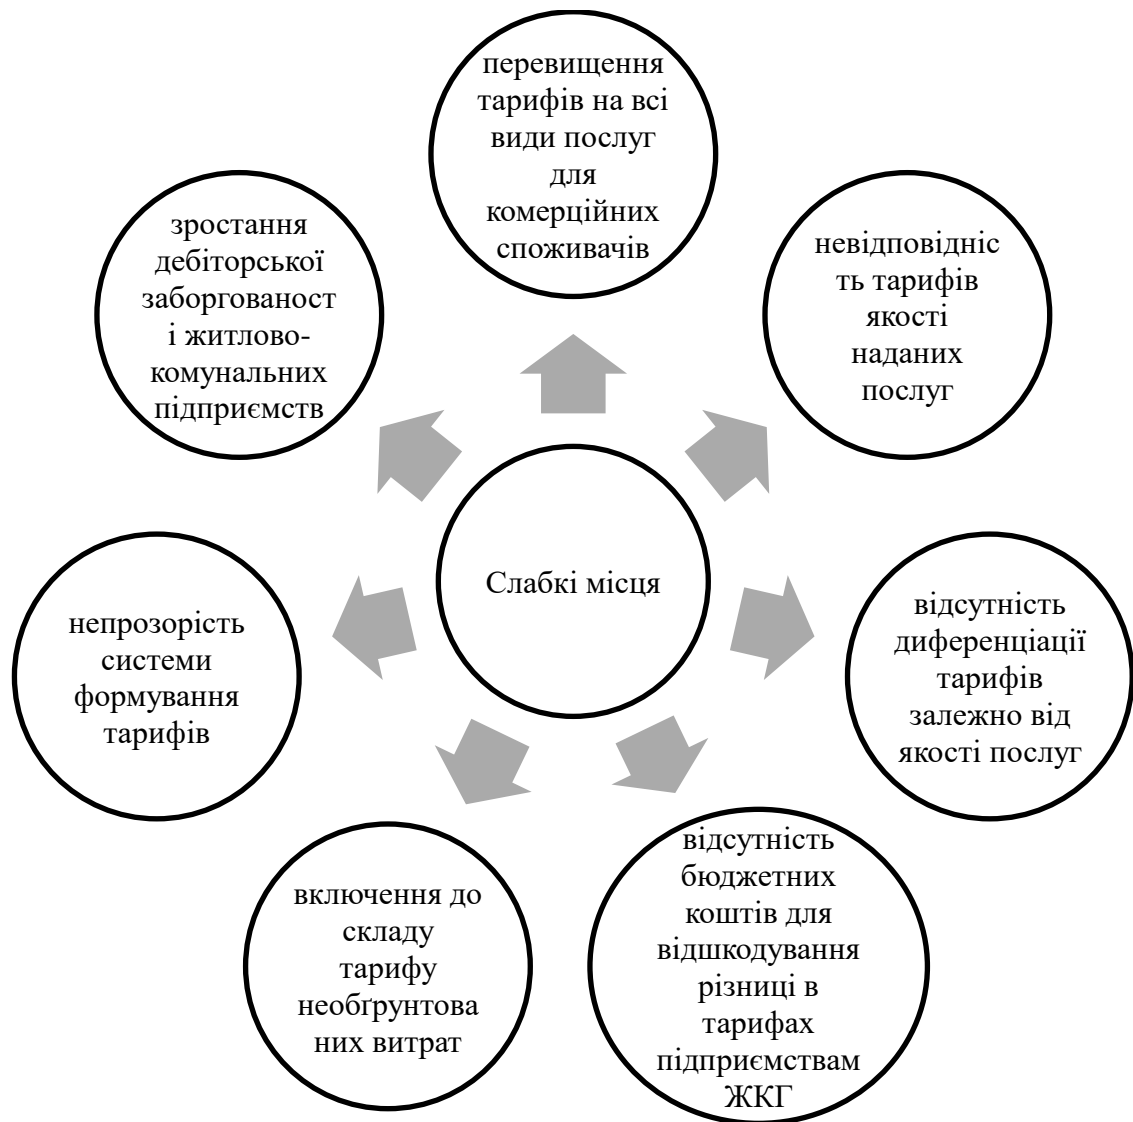 перевищення
тарифів на всі
види послуг
для
комерційних
споживачів
невідповідніс
ть тарифів
якості
наданих
послуг
відсутність
диференціації
тарифів
залежно від
якості послуг
відсутність
бюджетних
коштів для
відшкодування
різниці в
тарифах
підприємствам
ЖКГ
включення до
складу
тарифу
необґрунтова
них витрат
непрозорість
системи
формування
тарифів
зростання
дебіторської
заборгованост
і житлово-
комунальних
підприємств
Слабкі місця